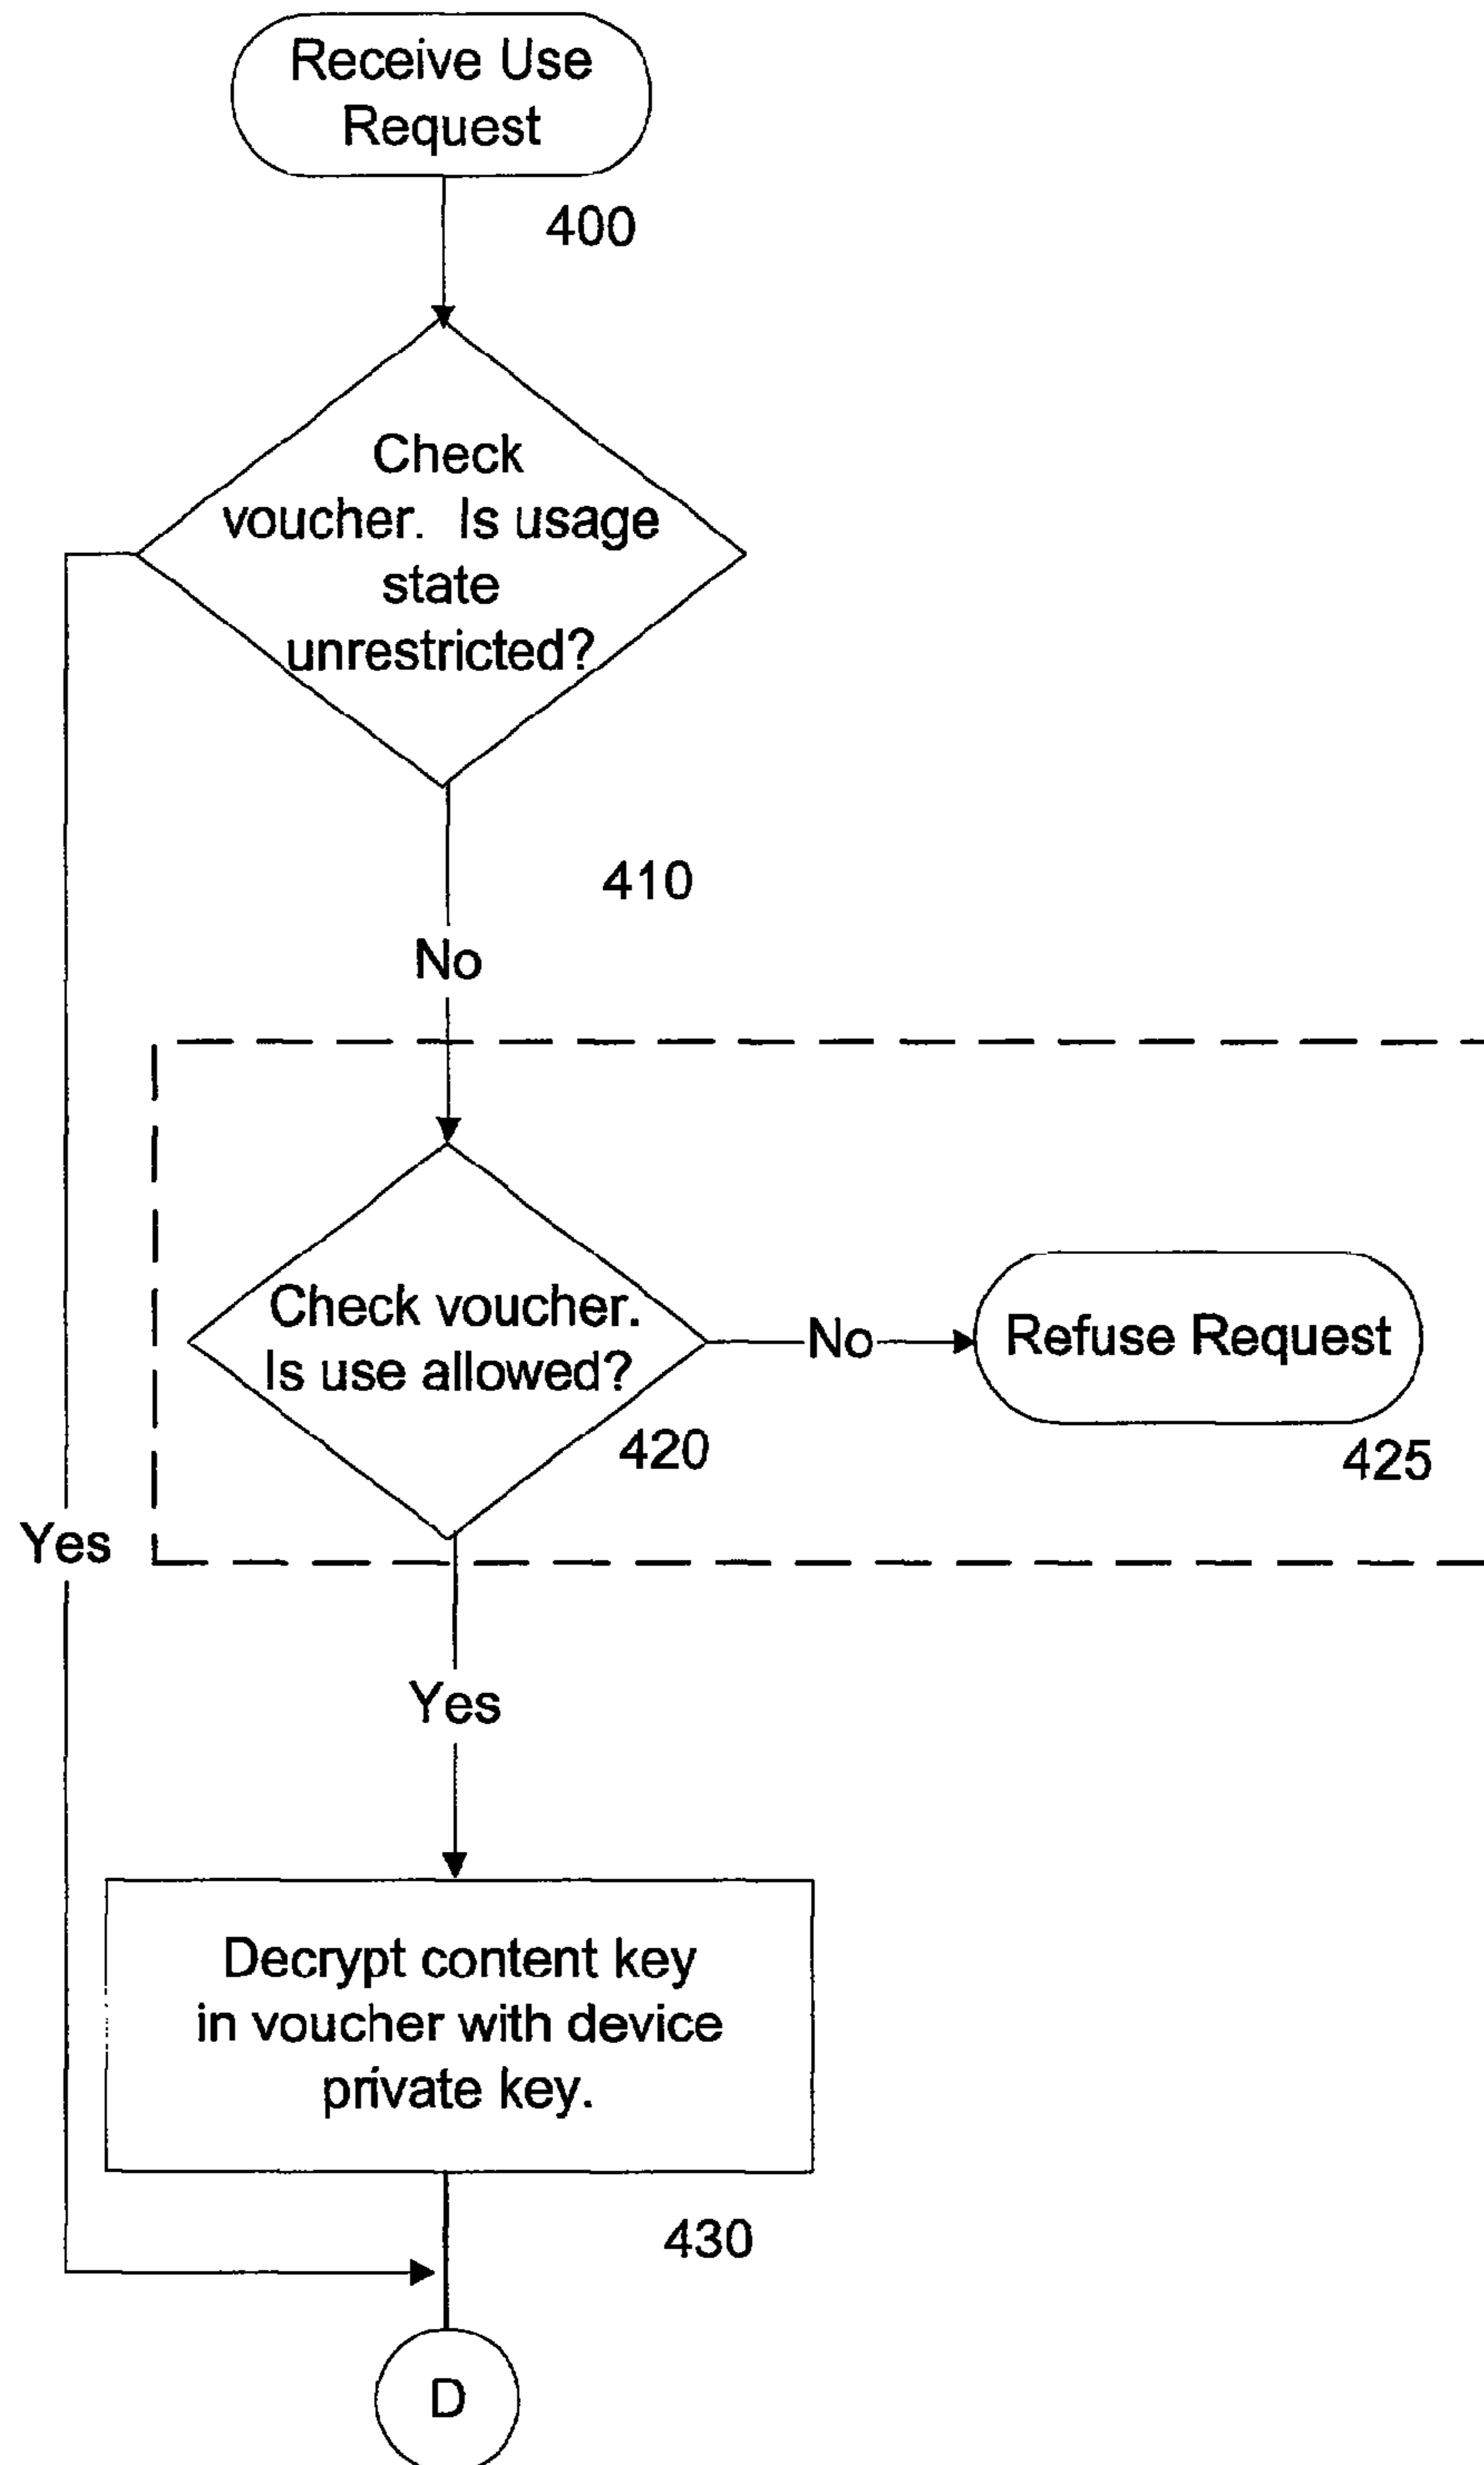 Receive Use
Request
400
Check
voucher. Is usage
state
unrestricted?
410
No
Check voucher.
Is use allowed?
420
No
Refuse Request
425
Yes
Yes
Decrypt content key
in voucher with device
private key.
430
D